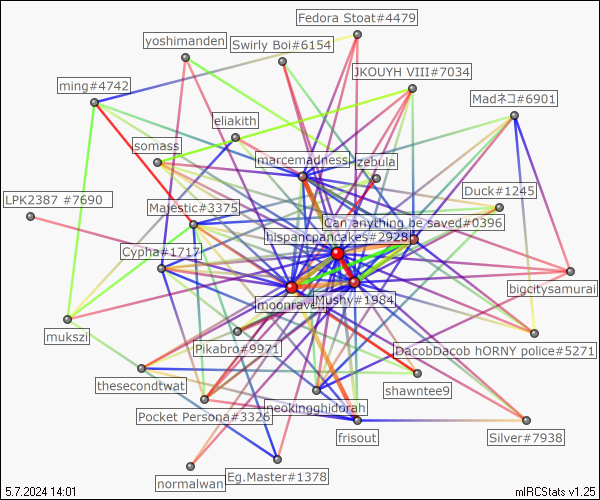 Fedora Stoat#4479
yoshimanden
Swirly Boi#6154
JKOUYH VIII#7034
ming#4742
Madネコ#6901
eliakith
somass
marcemadness
zebula
Duck#1245
LPK2387 #7690
Majestic#3375
Can anything be saved#0396
hispancpancakes#2928
Cypha#1717
bigcitysamurai
moonrave
Mushy#1984
mukszi
Pikabro#9971
DacobDacob hORNY police#5271
thesecondtwat
shawntee9
neokingghidorah
Pocket Persona#3326
frisout
Silver#7938
normalwan
Eg.Master#1378
5.7.2024 14:01
mIRCStats v1.25